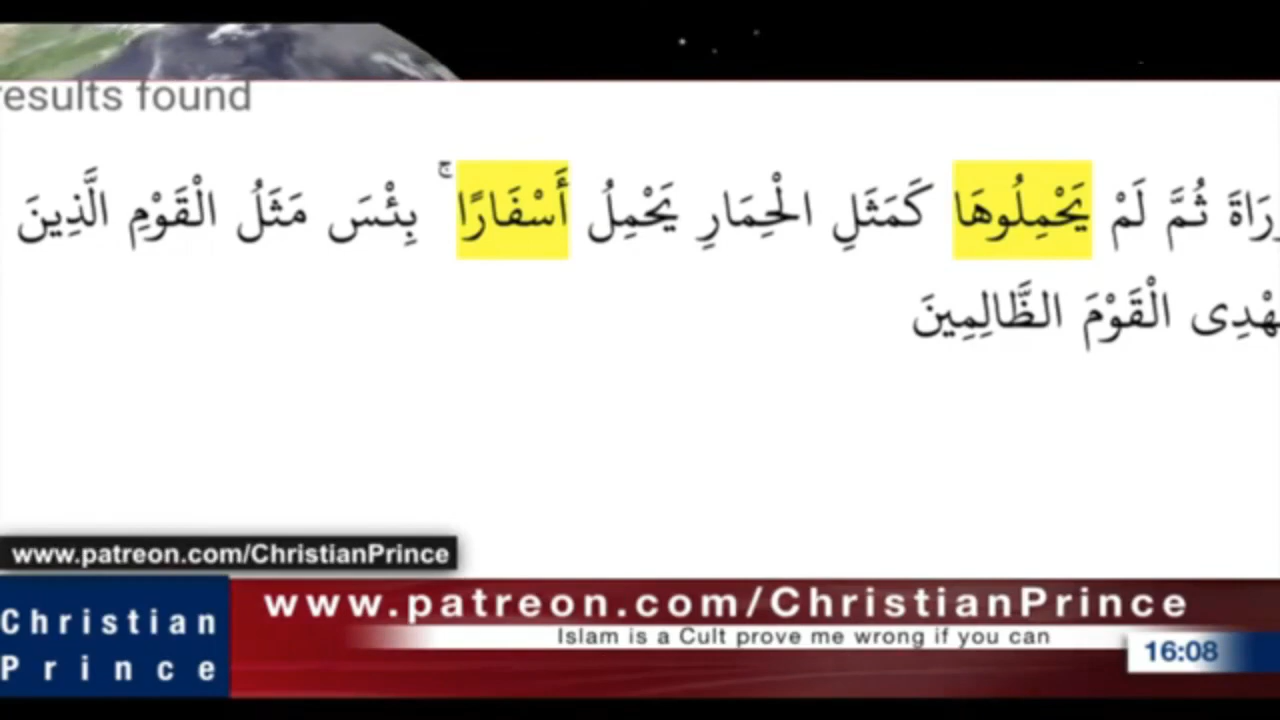 results found
ثُمَّ لَمْ يَحْمِلُوهَا كَمَثَلِ الْحِمَارِ يَحْمِلُ أَسْفَارًا ۚ بِئْسَ مَثَلُ الْقَوْمِ الَّذِينَ
الْقَوْمَ الظَّالِمِينَ
www.patreon.com/ChristianPrince
Christian
Prince
www.patreon.com/ChristianPrince
Islam is a Cult prove me wrong if you can
16:08